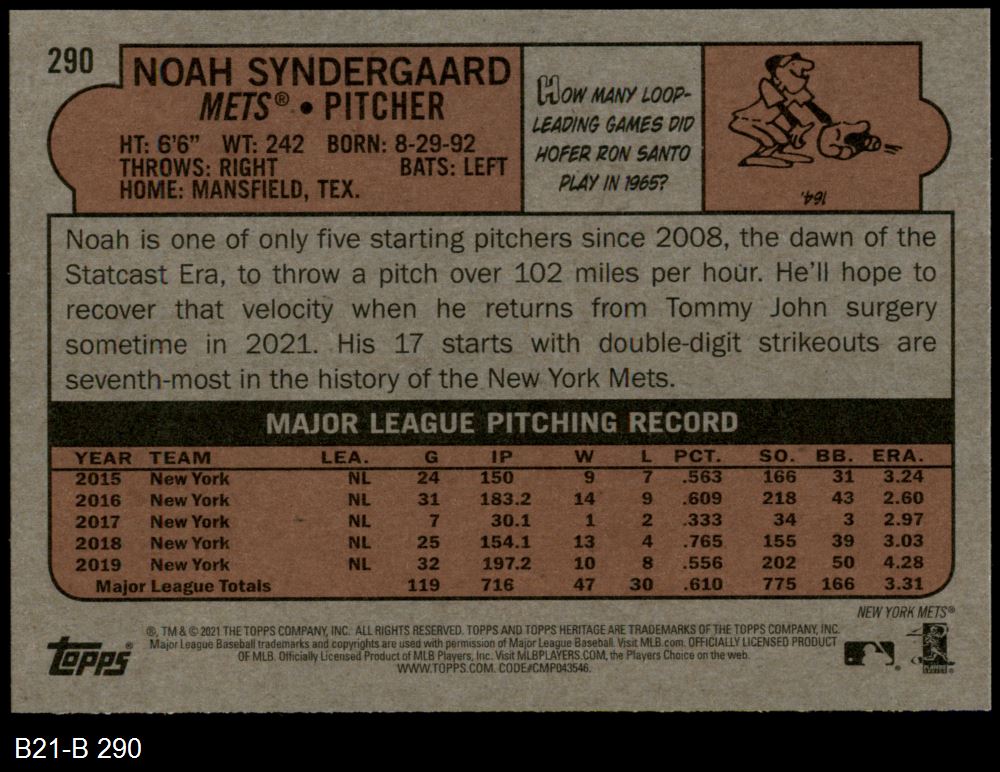 290
NOAH SYNDERGAARD
METS® • PITCHER
HT: 6'6" WT: 242 BORN: 8-29-92
THROWS: RIGHT BATS: LEFT
HOME: MANSFIELD, TEX.
HOW MANY LOOP-
LEADING GAMES DID
HOFER RON SANTO
PLAY IN 1965?
164.
Noah is one of only five starting pitchers since 2008, the dawn of the
Statcast Era, to throw a pitch over 102 miles per hour. He'll hope to
recover that velocity when he returns from Tommy John surgery
sometime in 2021. His 17 starts with double-digit strikeouts are
seventh-most in the history of the New York Mets.
MAJOR LEAGUE PITCHING RECORD
YEAR TEAM LEA. G IP W L PCT. SO. BB. ERA.
2015 New York NL 24 150 9 7 .563 166 31 3.24
2016 New York NL 31 183.2 14 9 .609 218 43 2.60
2017 New York NL 7 30.1 1 2 .333 34 3 2.97
2018 New York NL 25 154.1 13 4 .765 155 39 3.03
2019 New York NL 32 197.2 10 8 .556 202 50 4.28
Major League Totals 119 716 47 30 .610 775 166 3.31
NEW YORK METS®
Topps®
®, TM & © 2021 THE TOPPS COMPANY, INC. ALL RIGHTS RESERVED. TOPPS AND TOPPS HERITAGE ARE TRADEMARKS OF THE TOPPS COMPANY, INC.
Major League Baseball trademarks and copyrights are used with permission of Major League Baseball. Visit MLB.com. OFFICIALLY LICENSED PRODUCT
OF MLB. Officially Licensed Product of MLB Players, Inc. Visit MLBPLAYERS.COM, the Players Choice on the web.
WWW.TOPPS.COM. CODE#CMP043546.
B21-B 290